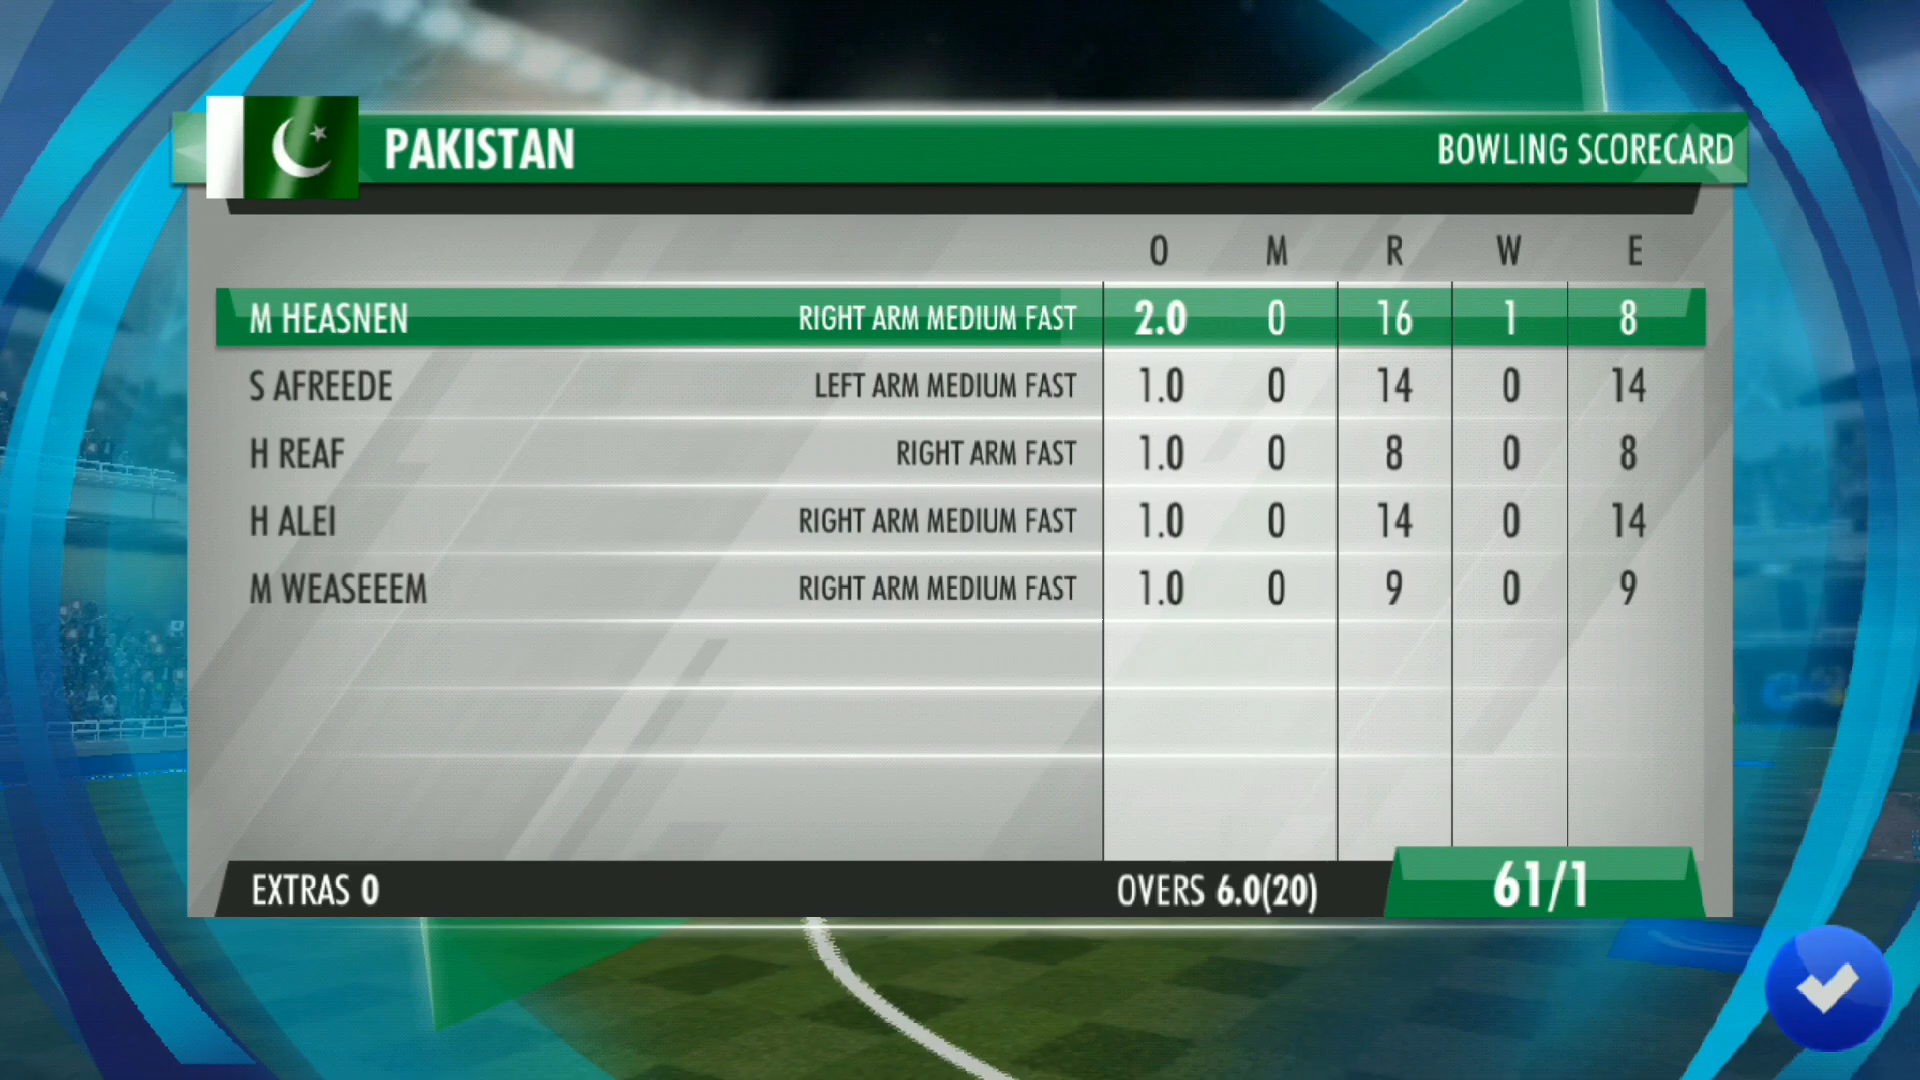 PAKISTAN BOWLING SCORECARD
O M R W E
M HEASNEN RIGHT ARM MEDIUM FAST 2.0 0 16 1 8
S AFREEDE LEFT ARM MEDIUM FAST 1.0 0 14 0 14
H REAF RIGHT ARM FAST 1.0 0 8 0 8
H ALEI RIGHT ARM MEDIUM FAST 1.0 0 14 0 14
M WEASEEEM RIGHT ARM MEDIUM FAST 1.0 0 9 0 9
EXTRAS 0 OVERS 6.0(20) 61/1